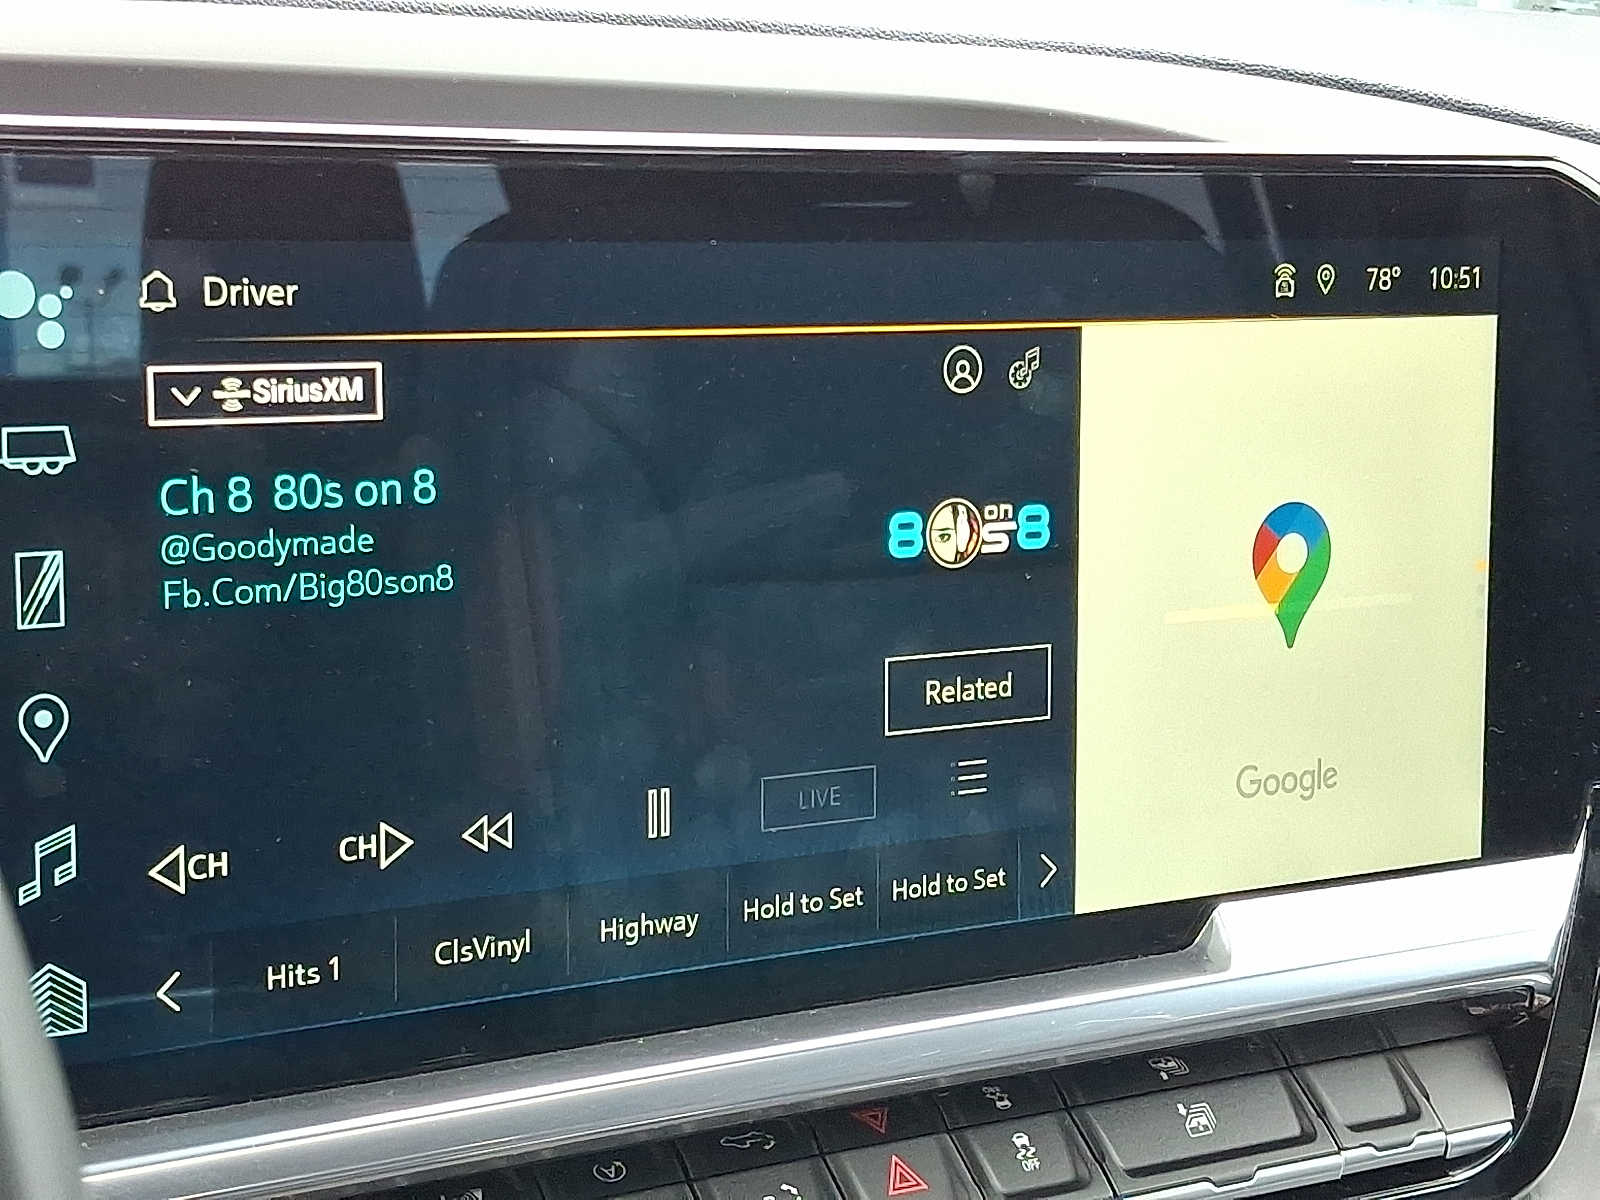 Driver
78° 10:51
SiriusXM
Ch 8 80s on 8
@Goodymade
Fb.Com/Big80son8
80s on 8
Related
LIVE
CH CH
Hits 1 ClsVinyl Highway Hold to Set Hold to Set
Google
OFF